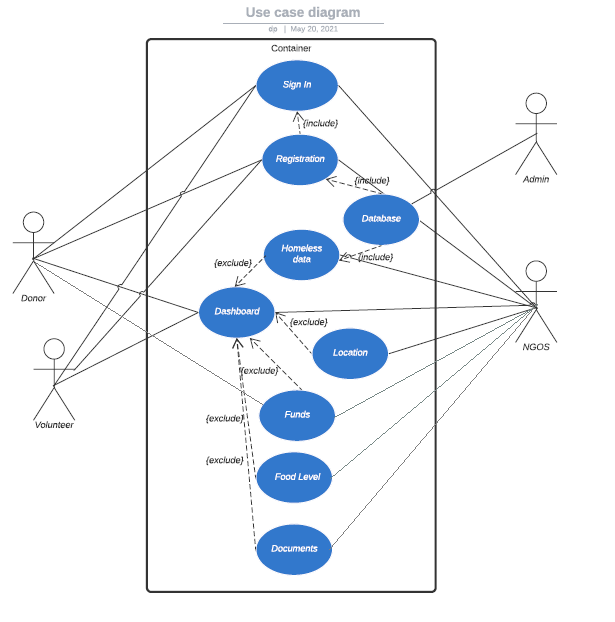 Use case diagram
dp | May 20, 2021
Container
Sign In
{include}
Registration
{include}
Admin
Database
Homeless
data
{include}
{exclude}
Donor
Dashboard
{exclude}
NGOS
Location
{exclude}
Funds
{exclude}
Volunteer
{exclude}
Food Level
Documents